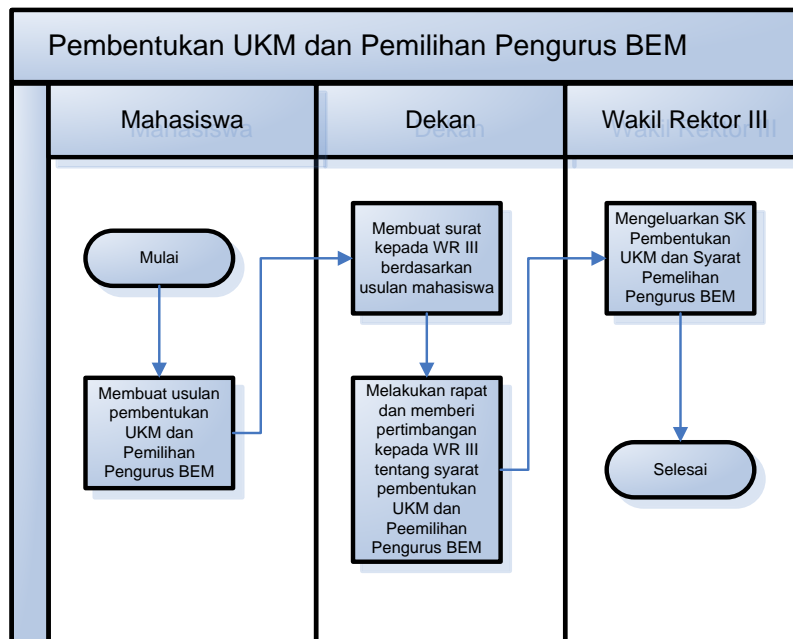 Pembentukan UKM dan Pemilihan Pengurus BEM
Mahasiswa
Dekan
Wakil Rektor III
Mulai
Membuat usulan
pembentukan
UKM dan
Pemilihan
Pengurus BEM
Membuat surat
kepada WR III
berdasarkan
usulan mahasiswa
Melakukan rapat
dan memberi
pertimbangan
kepada WR III
tentang syarat
pembentukan
UKM dan
Peemilihan
Pengurus BEM
Mengeluarkan SK
Pembentukan
UKM dan Syarat
Pemelihan
Pengurus BEM
Selesai